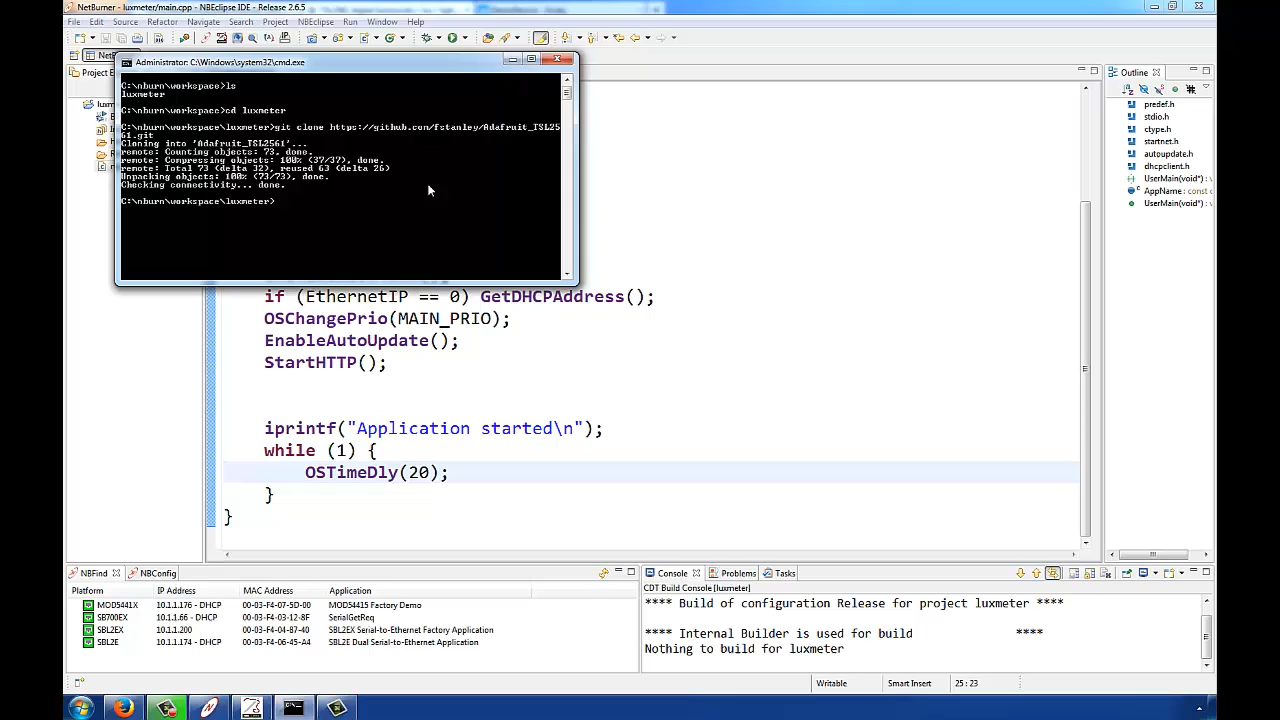 NetBurner - luxmeter/main.cpp - NBEclipse IDE - Release 2.6.5
File Edit Source Refactor Navigate Search Project NBEclipse Run Window Help
Administrator: C:\Windows\system32\cmd.exe
C:\nburn\workspace>ls
luxmeter
C:\nburn\workspace>cd luxmeter
C:\nburn\workspace\luxmeter>git clone https://github.com/fstanley/Adafruit_TSL25
61.git
Cloning into 'Adafruit_TSL2561'...
remote: Counting objects: 73, done.
remote: Compressing objects: 100% (37/37), done.
remote: Total 73 (delta 32), reused 63 (delta 26)
Unpacking objects: 100% (73/73), done.
Checking connectivity... done.
C:\nburn\workspace\luxmeter>
Project E
if (EthernetIP == 0) GetDHCPAddress();
OSChangePrio(MAIN_PRIO);
EnableAutoUpdate();
StartHTTP();
iprintf("Application started\n");
while (1) {
OSTimeDly(20);
}
}
Outline
predef.h
stdio.h
ctype.h
startnet.h
autoupdate.h
dhcpclient.h
UserMain(void*) :
AppName : const c
UserMain(void*) :
NBFind NBConfig
Platform IP Address MAC Address Application
MOD5441X 10.1.1.176 - DHCP 00-03-F4-07-5D-00 MOD54415 Factory Demo
SB700EX 10.1.1.66 - DHCP 00-03-F4-03-12-8F SerialGetReq
SBL2EX 10.1.1.200 00-03-F4-04-87-40 SBL2EX Serial-to-Ethernet Factory Application
SBL2E 10.1.1.174 - DHCP 00-03-F4-06-45-A4 SBL2E Dual Serial-to-Ethernet Application
Console Problems Tasks
CDT Build Console [luxmeter]
**** Build of configuration Release for project luxmeter ****
**** Internal Builder is used for build ****
Nothing to build for luxmeter
Writable Smart Insert 25 : 23